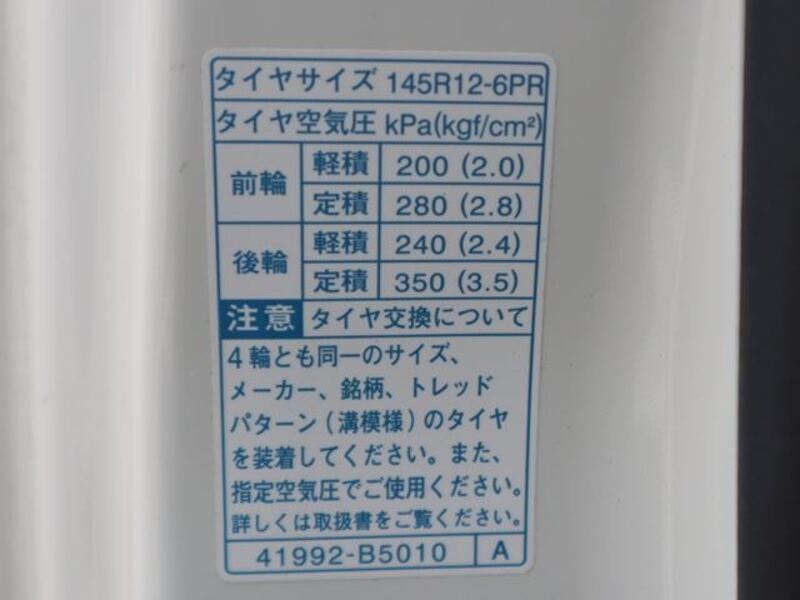 タイヤサイズ 145R12-6PR
タイヤ空気圧 kPa(kgf/cm²)
前輪 軽積 200 (2.0)
定積 280 (2.8)
後輪 軽積 240 (2.4)
定積 350 (3.5)
注意 タイヤ交換について
4輪とも同一のサイズ、
メーカー、銘柄、トレッド
パターン(溝模様)のタイヤ
を装着してください。また、
指定空気圧でご使用ください。
詳しくは取扱書をご覧ください。
41992-B5010 A